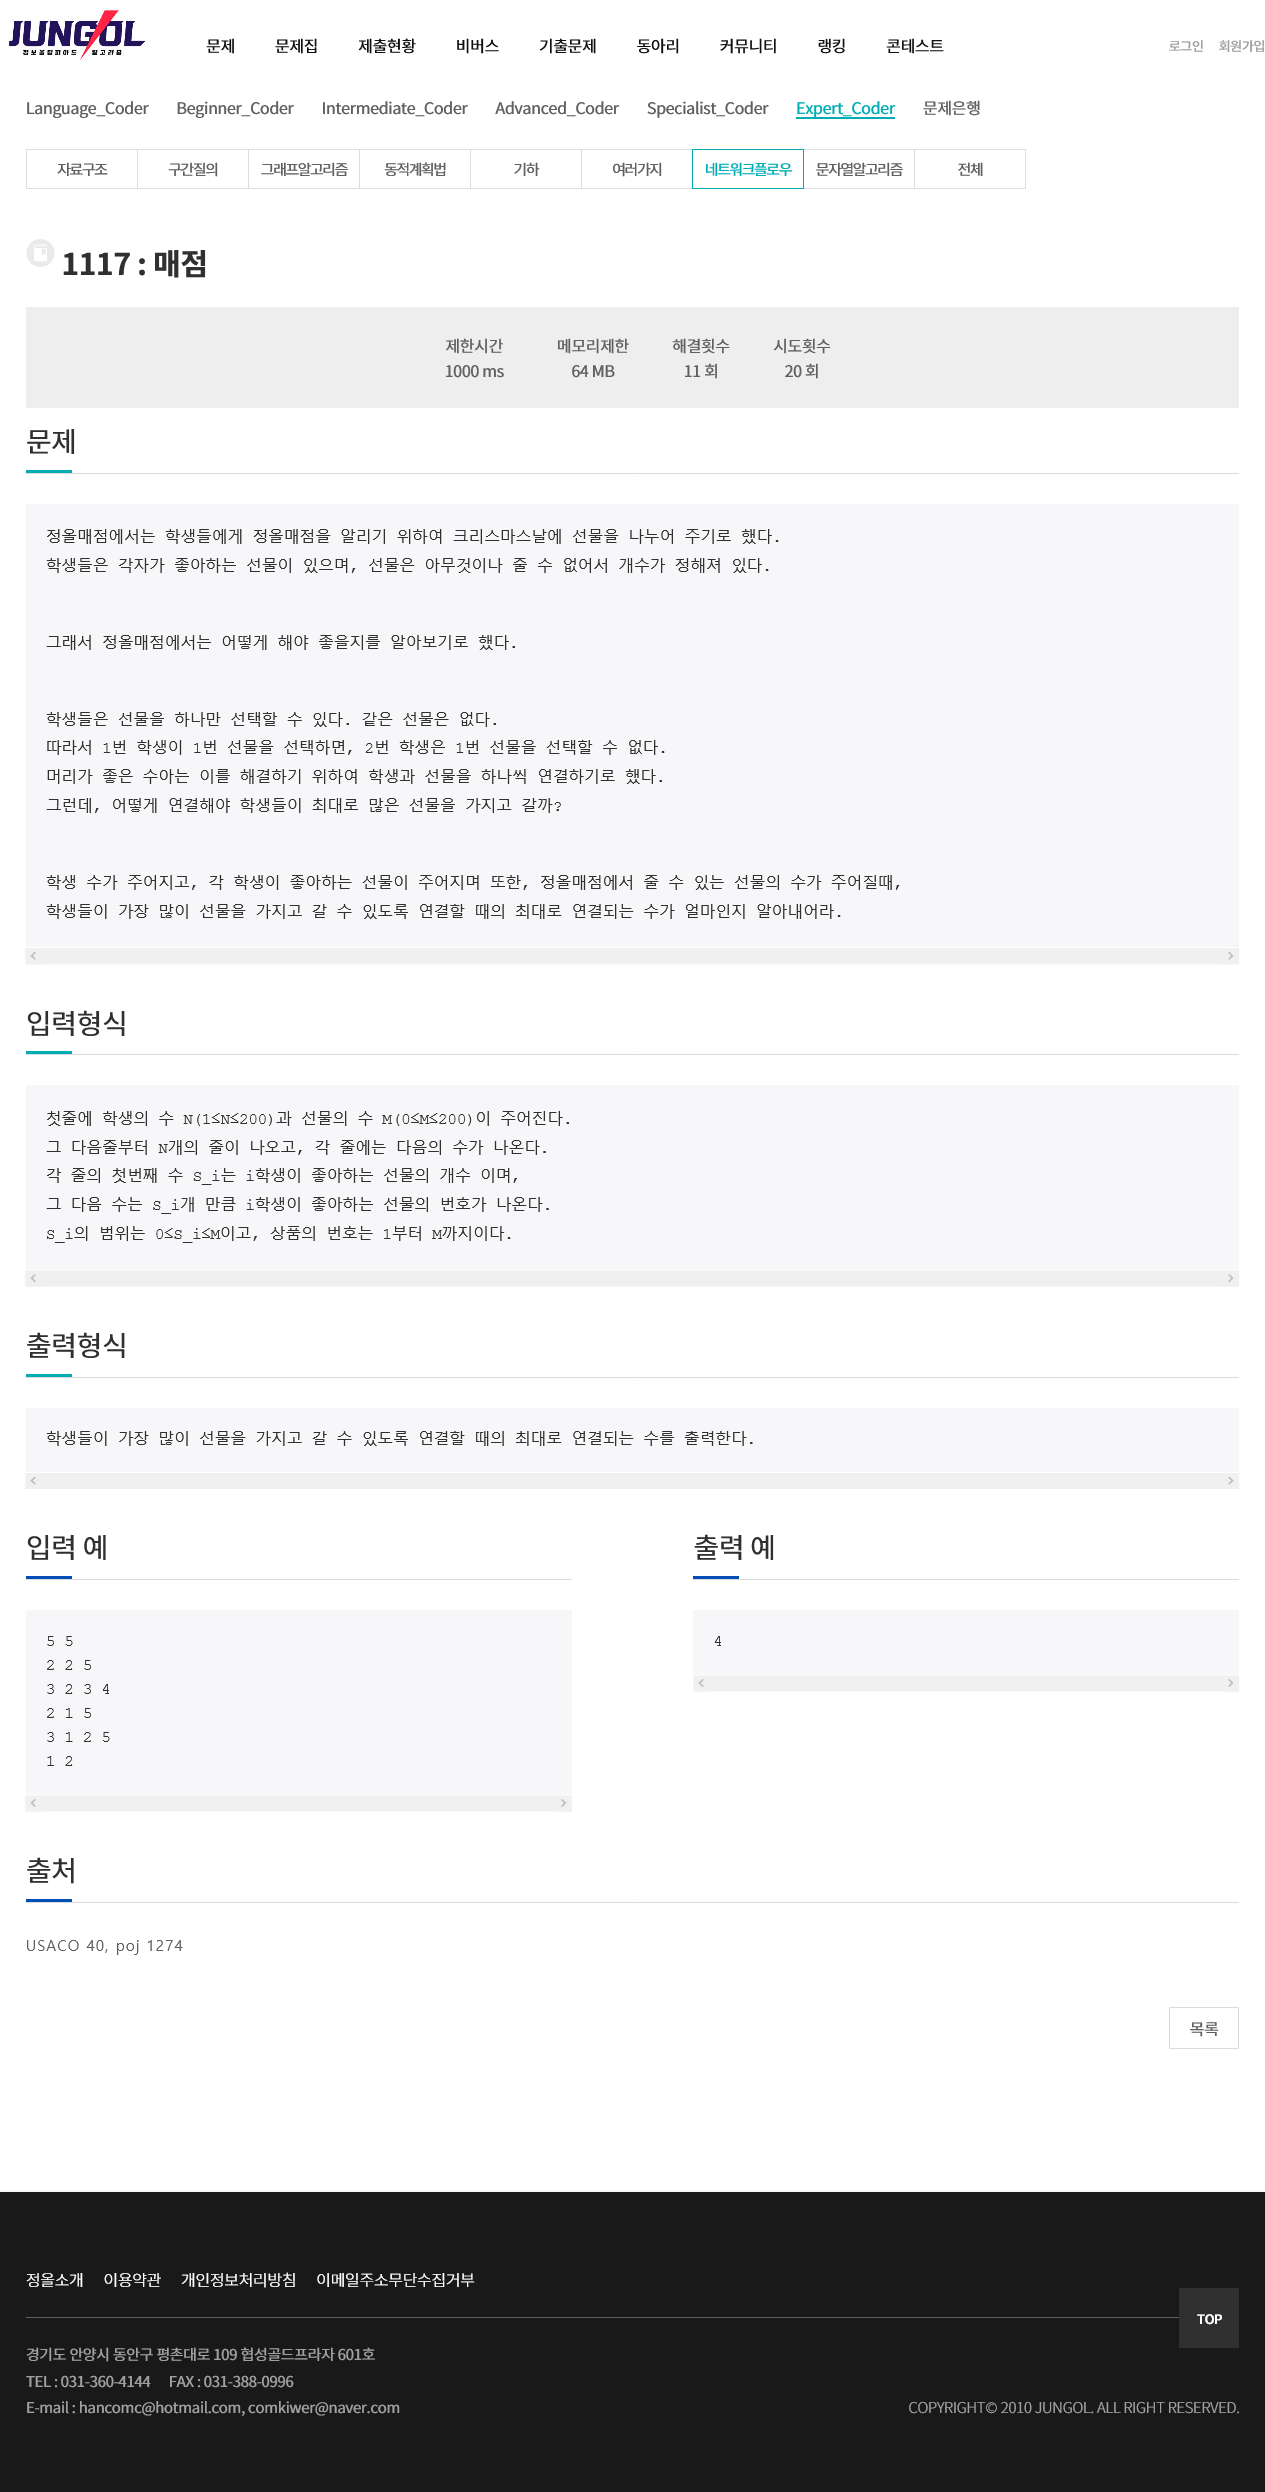 JUNGOL
정보올림피아드 알고리즘
문제 문제집 제출현황 비버스 기출문제 동아리 커뮤니티 랭킹 콘테스트 로그인 회원가입
Language_Coder Beginner_Coder Intermediate_Coder Advanced_Coder Specialist_Coder Expert_Coder 문제은행
자료구조 구간질의 그래프알고리즘 동적계획법 기하 여러가지 네트워크플로우 문자열알고리즘 전체
1117 : 매점
제한시간 메모리제한 해결횟수 시도횟수
1000 ms 64 MB 11 회 20 회
문제
정올매점에서는 학생들에게 정올매점을 알리기 위하여 크리스마스날에 선물을 나누어 주기로 했다.
학생들은 각자가 좋아하는 선물이 있으며, 선물은 아무것이나 줄 수 없어서 개수가 정해져 있다.
그래서 정올매점에서는 어떻게 해야 좋을지를 알아보기로 했다.
학생들은 선물을 하나만 선택할 수 있다. 같은 선물은 없다.
따라서 1번 학생이 1번 선물을 선택하면, 2번 학생은 1번 선물을 선택할 수 없다.
머리가 좋은 수아는 이를 해결하기 위하여 학생과 선물을 하나씩 연결하기로 했다.
그런데, 어떻게 연결해야 학생들이 최대로 많은 선물을 가지고 갈까?
학생 수가 주어지고, 각 학생이 좋아하는 선물이 주어지며 또한, 정올매점에서 줄 수 있는 선물의 수가 주어질때,
학생들이 가장 많이 선물을 가지고 갈 수 있도록 연결할 때의 최대로 연결되는 수가 얼마인지 알아내어라.
입력형식
첫줄에 학생의 수 N(1≤N≤200)과 선물의 수 M(0≤M≤200)이 주어진다.
그 다음줄부터 N개의 줄이 나오고, 각 줄에는 다음의 수가 나온다.
각 줄의 첫번째 수 S_i는 i학생이 좋아하는 선물의 개수 이며,
그 다음 수는 S_i개 만큼 i학생이 좋아하는 선물의 번호가 나온다.
S_i의 범위는 0≤S_i≤M이고, 상품의 번호는 1부터 M까지이다.
출력형식
학생들이 가장 많이 선물을 가지고 갈 수 있도록 연결할 때의 최대로 연결되는 수를 출력한다.
입력 예
5 5
2 2 5
3 2 3 4
2 1 5
3 1 2 5
1 2
출력 예
4
출처
USACO 40, poj 1274
목록
정올소개 이용약관 개인정보처리방침 이메일주소무단수집거부
TOP
경기도 안양시 동안구 평촌대로 109 협성골드프라자 601호
TEL : 031-360-4144 FAX : 031-388-0996
E-mail : hancomc@hotmail.com, comkiwer@naver.com
COPYRIGHT© 2010 JUNGOL. ALL RIGHT RESERVED.